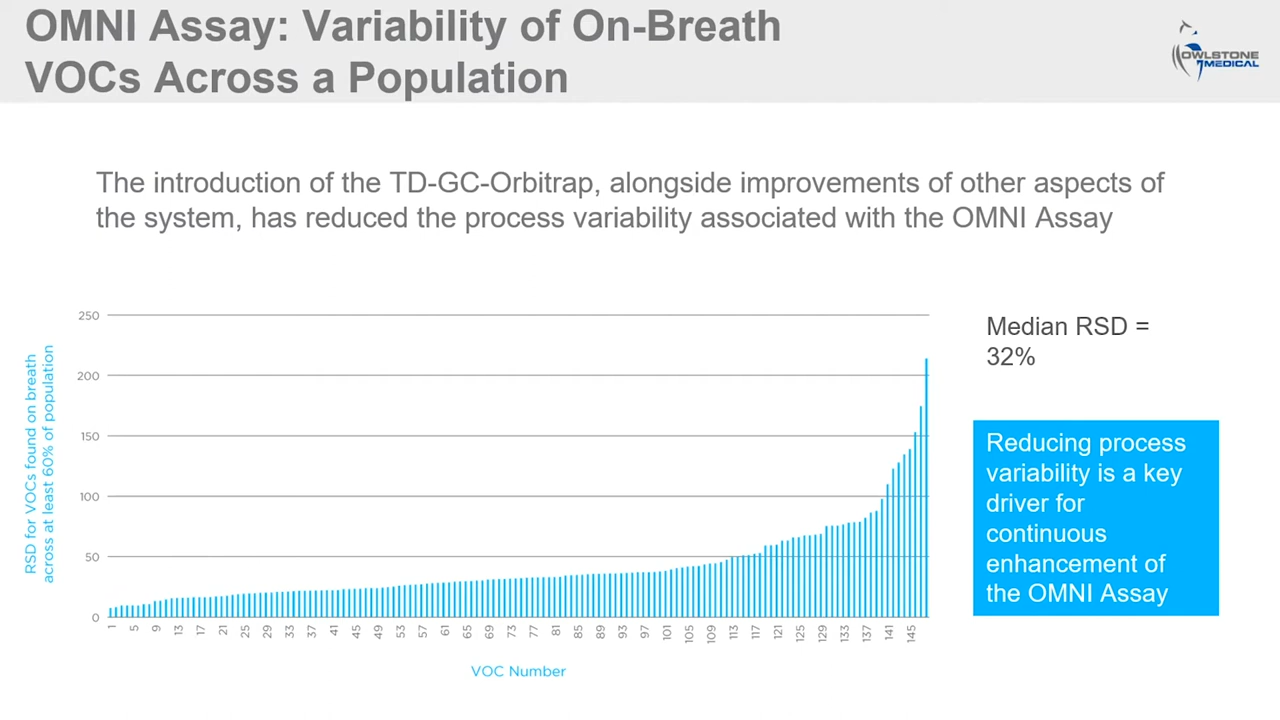 OMNI Assay: Variability of On-Breath
VOCs Across a Population
OWLSTONE
MEDICAL
The introduction of the TD-GC-Orbitrap, alongside improvements of other aspects of
the system, has reduced the process variability associated with the OMNI Assay
RSD for VOCs found on breath
across at least 60% of population
250
200
150
100
50
0
1 5 9 13 17 21 25 29 33 37 41 45 49 53 57 61 65 69 73 77 81 85 89 93 97 101 105 109 113 117 121 125 129 133 137 141 145
VOC Number
Median RSD =
32%
Reducing process
variability is a key
driver for
continuous
enhancement of
the OMNI Assay